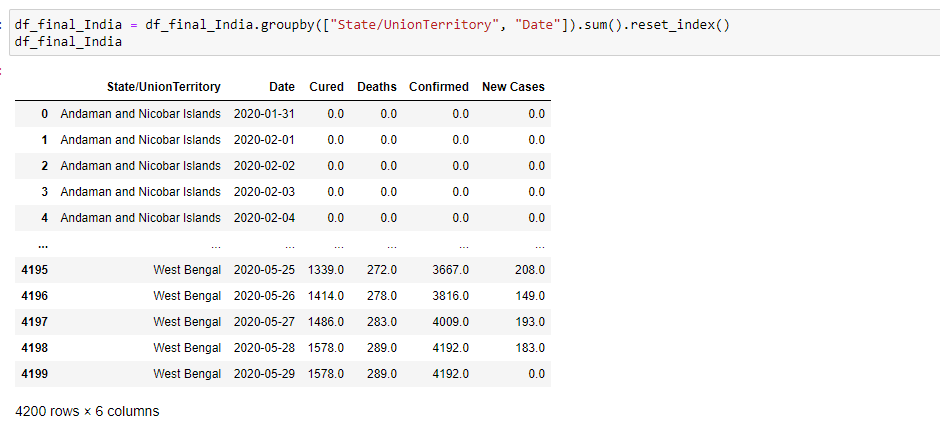 df_final_India = df_final_India.groupby(["State/UnionTerritory", "Date"]).sum().reset_index()
df_final_India
State/UnionTerritory Date Cured Deaths Confirmed New Cases
0 Andaman and Nicobar Islands 2020-01-31 0.0 0.0 0.0 0.0
1 Andaman and Nicobar Islands 2020-02-01 0.0 0.0 0.0 0.0
2 Andaman and Nicobar Islands 2020-02-02 0.0 0.0 0.0 0.0
3 Andaman and Nicobar Islands 2020-02-03 0.0 0.0 0.0 0.0
4 Andaman and Nicobar Islands 2020-02-04 0.0 0.0 0.0 0.0
... ... ... ... ... ... ...
4195 West Bengal 2020-05-25 1339.0 272.0 3667.0 208.0
4196 West Bengal 2020-05-26 1414.0 278.0 3816.0 149.0
4197 West Bengal 2020-05-27 1486.0 283.0 4009.0 193.0
4198 West Bengal 2020-05-28 1578.0 289.0 4192.0 183.0
4199 West Bengal 2020-05-29 1578.0 289.0 4192.0 0.0
4200 rows × 6 columns